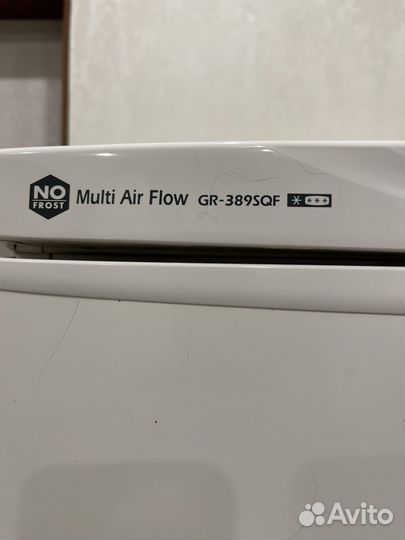 NO
FROST
Multi Air Flow GR-389SQF
Avito